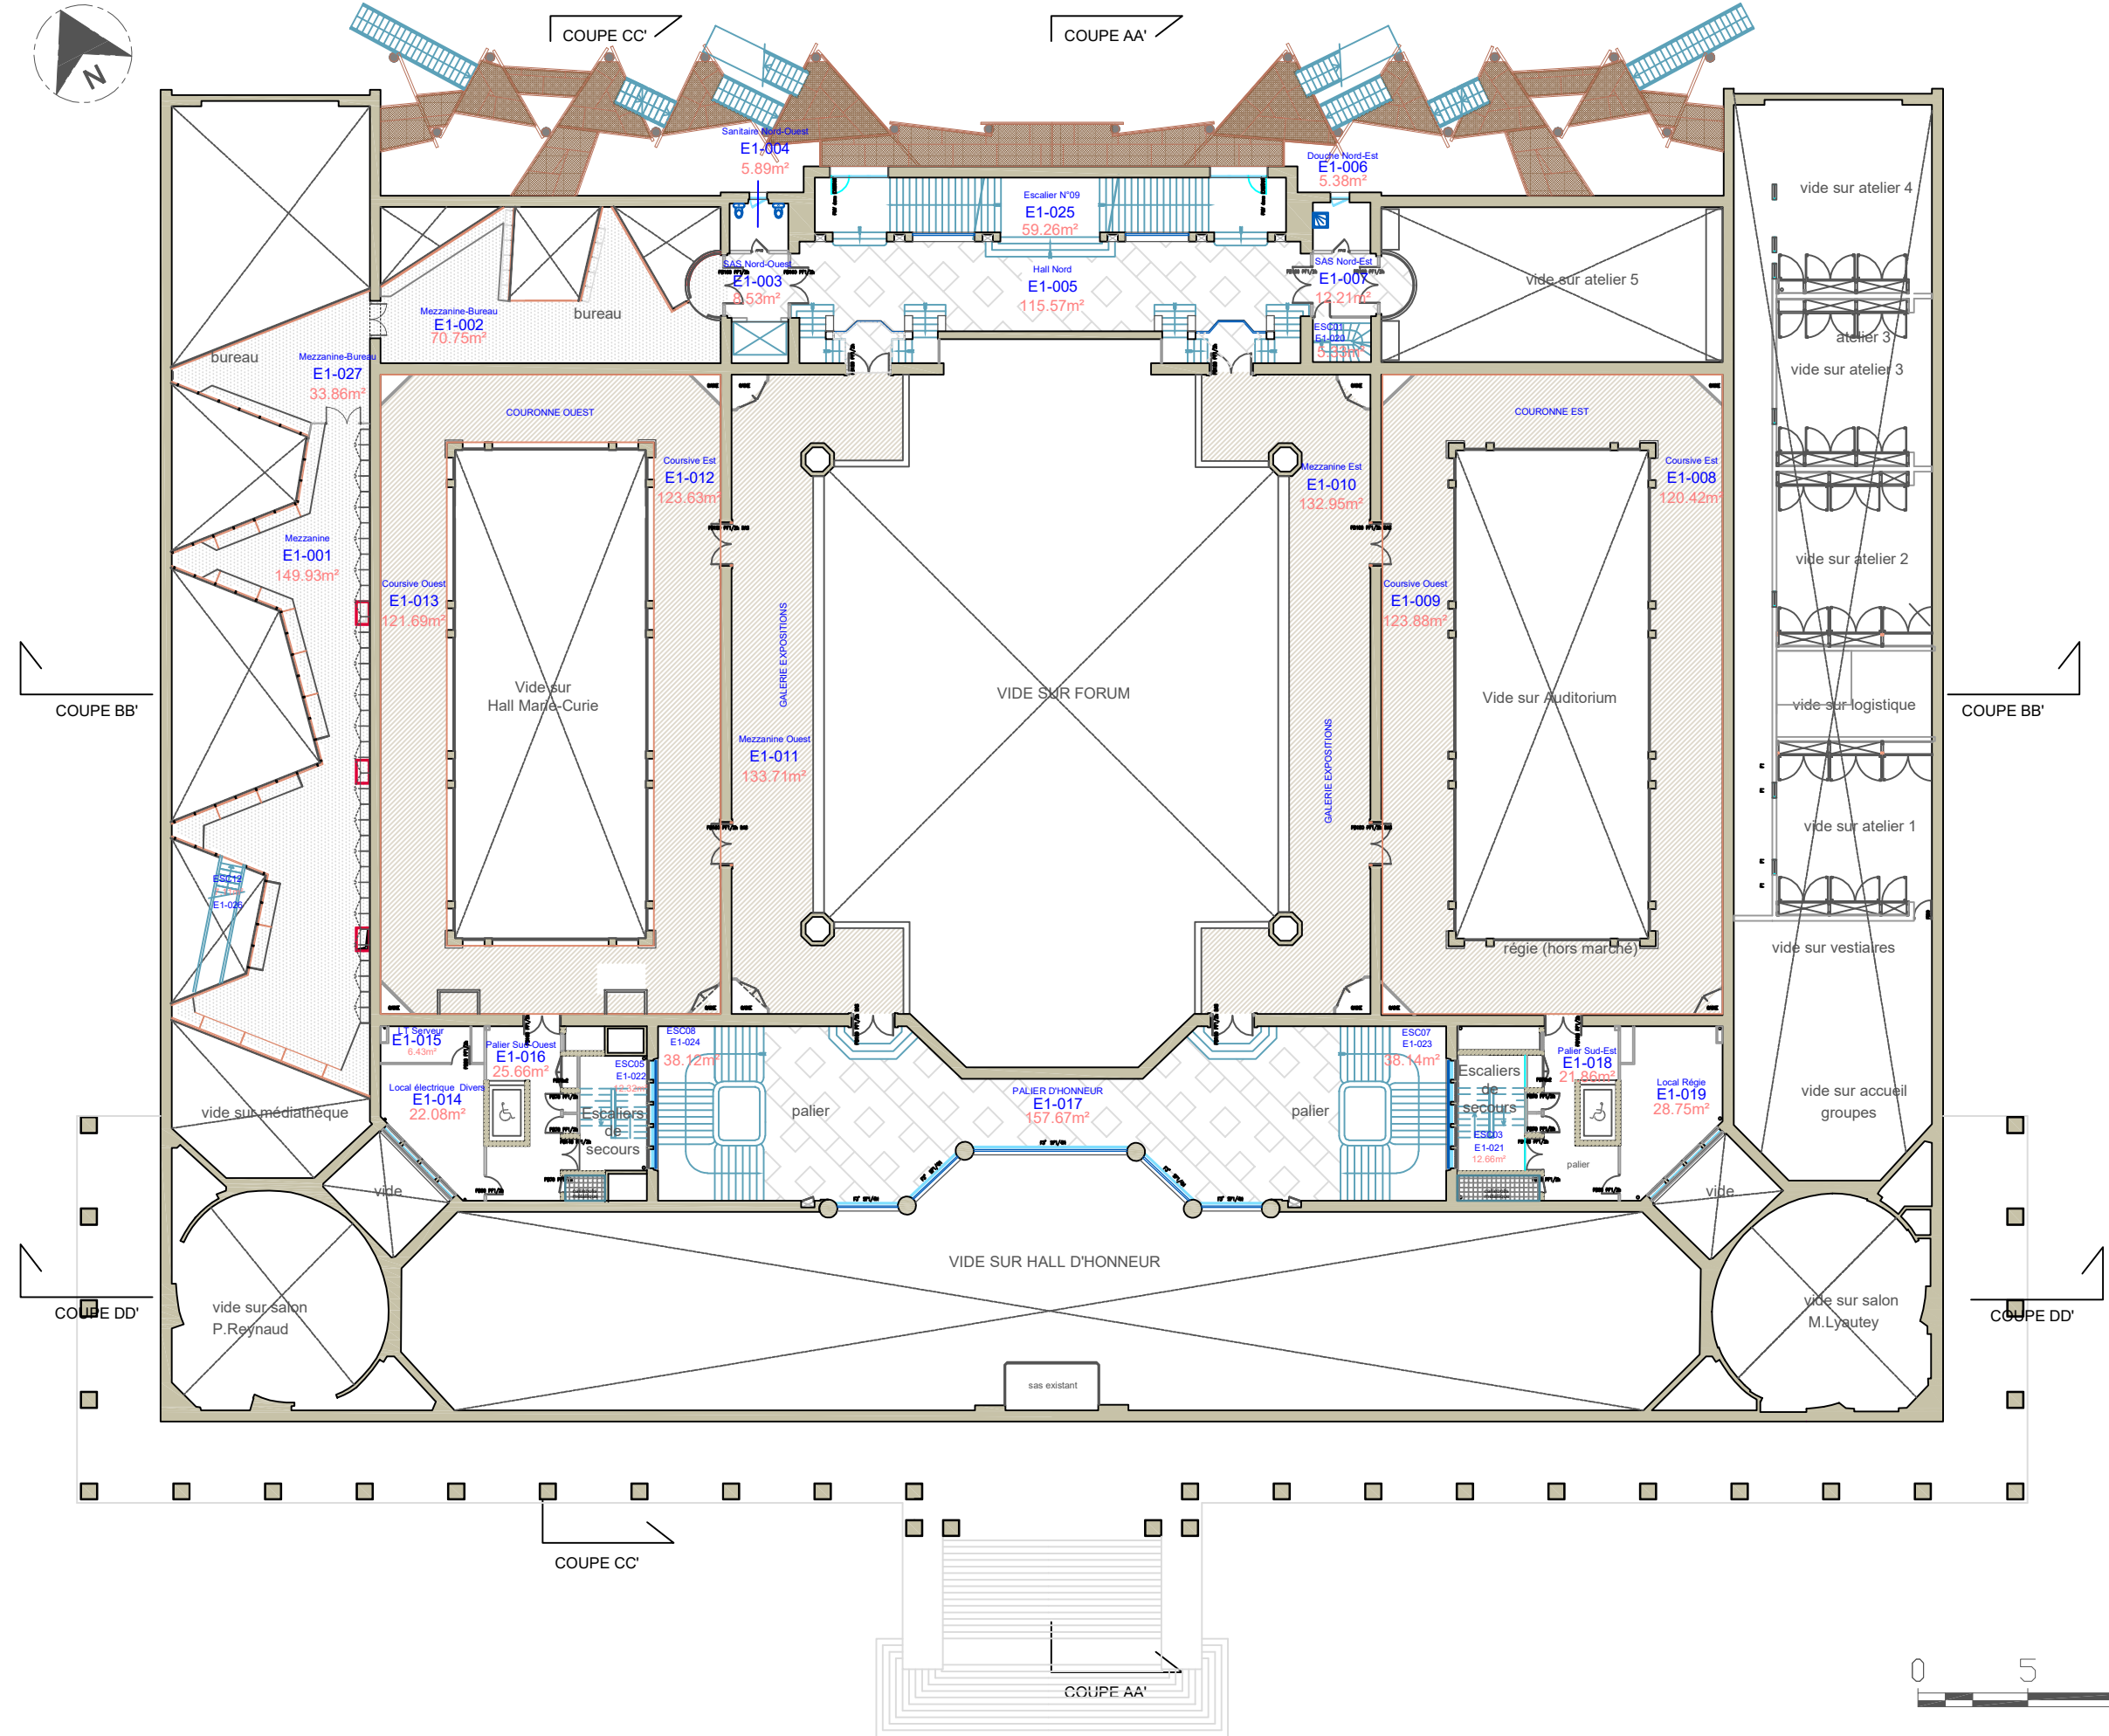 N
COUPE CC'
COUPE AA'
Sanitaire Nord-Ouest
E1-004
5.89m²
Douche Nord-Est
E1-006
5.38m²
Escalier N°09
E1-025
59.26m²
vide sur atelier 4
SAS Nord-Ouest
E1-003
8.53m²
Hall Nord
E1-005
115.57m²
SAS Nord-Est
E1-007
12.21m²
vide sur atelier 5
Mezzanine-Bureau
E1-002
70.75m²
bureau
ESC01
E1-020
bureau
Mezzanine-Bureau
E1-027
33.86m²
atelier 3
vide sur atelier 3
COURONNE OUEST
COURONNE EST
Coursive Est
E1-012
123.63m²
Mezzanine Est
E1-010
132.95m²
Coursive Est
E1-008
120.42m²
Mezzanine
E1-001
149.93m²
vide sur atelier 2
Coursive Ouest
E1-013
121.69m²
Coursive Ouest
E1-009
123.88m²
GALERIE EXPOSITIONS
Vide sur
Hall Marie-Curie
VIDE SUR FORUM
Vide sur Auditorium
vide sur logistique
COUPE BB'
COUPE BB'
Mezzanine Ouest
E1-011
133.71m²
GALERIE EXPOSITIONS
vide sur atelier 1
ESC12
E1-026
régie (hors marché)
vide sur vestiaires
LT Serveur
E1-015
6.43m²
Palier Sud-Ouest
E1-016
25.66m²
ESC08
E1-024
38.12m²
ESC07
E1-023
38.14m²
Palier Sud-Est
E1-018
21.86m²
ESC05
E1-022
Escaliers
de
secours
Local électrique Divers
E1-014
22.08m²
palier
PALIER D'HONNEUR
E1-017
157.67m²
palier
Escaliers
de
secours
ESC03
E1-021
12.66m²
palier
Local Régie
E1-019
28.75m²
vide sur accueil
groupes
vide sur médiathèque
vide
vide
VIDE SUR HALL D'HONNEUR
COUPE DD'
COUPE DD'
vide sur salon
P.Reynaud
vide sur salon
M.Lyautey
sas existant
COUPE CC'
COUPE AA'
0 5